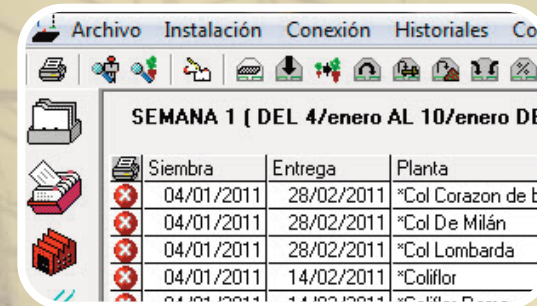 Archivo Instalación Conexión Historiales Co
SEMANA 1 ( DEL 4/enero AL 10/enero DE
Siembra Entrega Planta
04/01/2011 28/02/2011 *Col Corazon de b
04/01/2011 28/02/2011 *Col De Milán
04/01/2011 28/02/2011 *Col Lombarda
04/01/2011 14/02/2011 *Coliflor